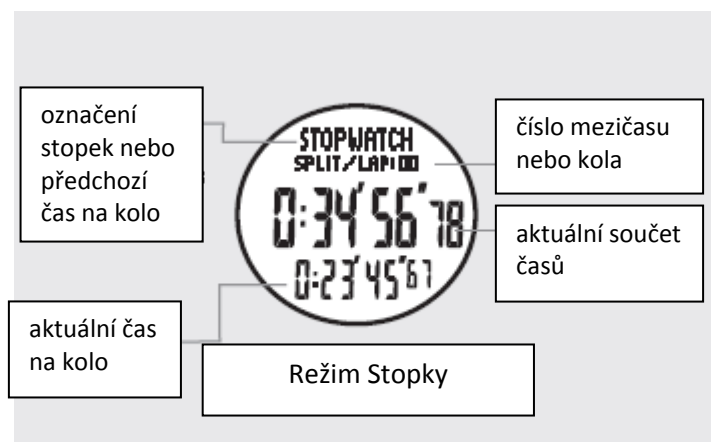 označení
stopek nebo
předchozí
čas na kolo
STOPWATCH
SPLIT/LAP:00
0:34'56"78
0:23'45"67
číslo mezičasu
nebo kola
aktuální součet
časů
aktuální čas
na kolo
Režim Stopky